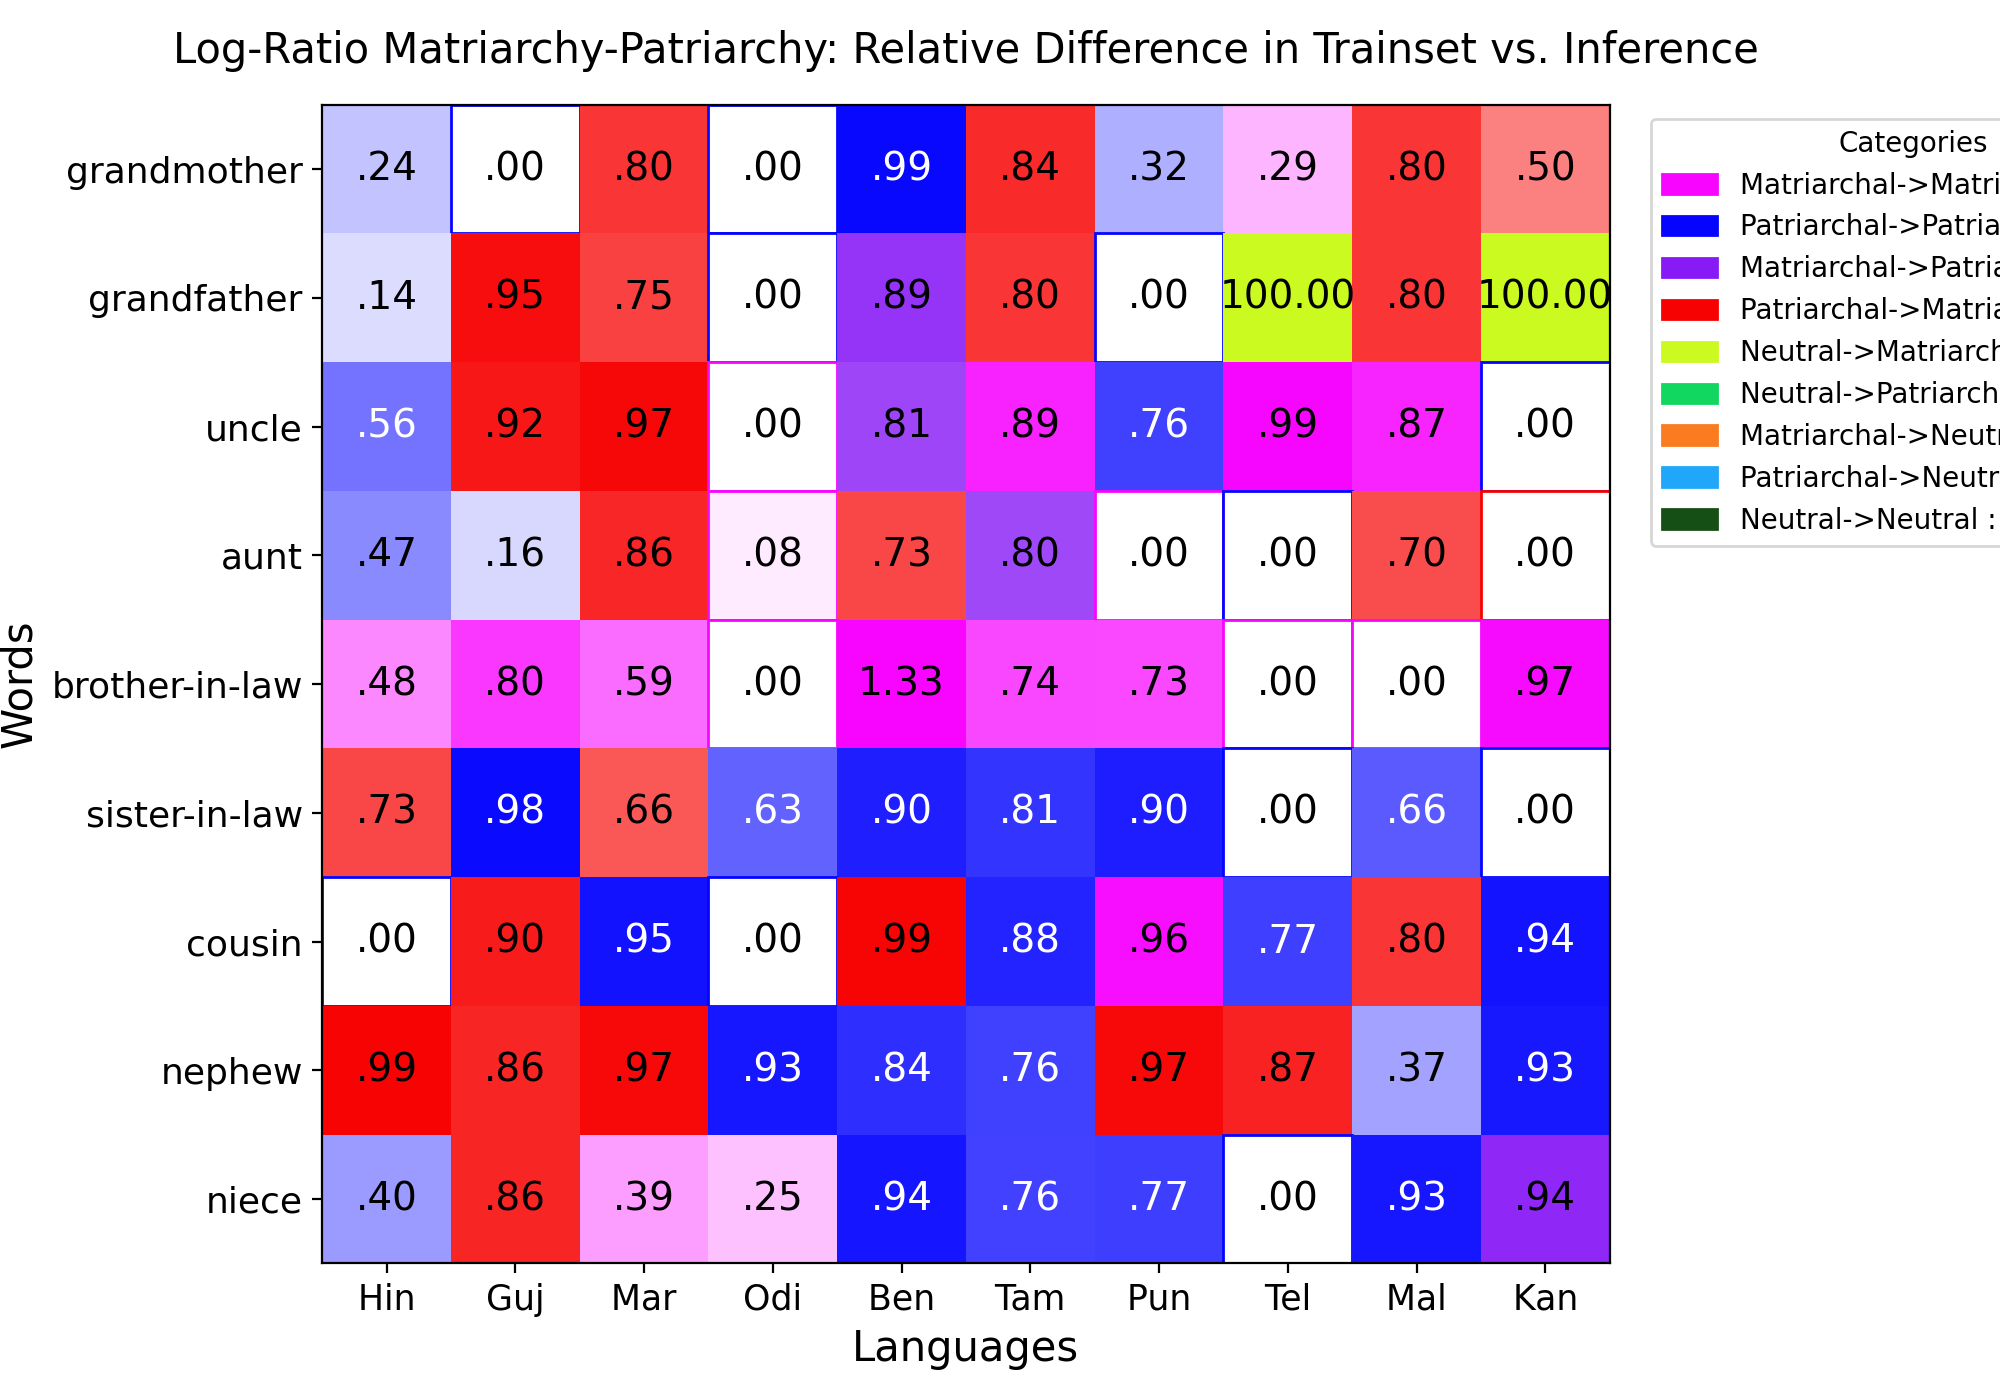 Log-Ratio Matriarchy-Patriarchy: Relative Difference in Trainset vs. Inference
Words
grandmother .24 .00 .80 .00 .99 .84 .32 .29 .80 .50
grandfather .14 .95 .75 .00 .89 .80 .00 100.00 .80 100.00
uncle .56 .92 .97 .00 .81 .89 .76 .99 .87 .00
aunt .47 .16 .86 .08 .73 .80 .00 .00 .70 .00
brother-in-law .48 .80 .59 .00 1.33 .74 .73 .00 .00 .97
sister-in-law .73 .98 .66 .63 .90 .81 .90 .00 .66 .00
cousin .00 .90 .95 .00 .99 .88 .96 .77 .80 .94
nephew .99 .86 .97 .93 .84 .76 .97 .87 .37 .93
niece .40 .86 .39 .25 .94 .76 .77 .00 .93 .94
Hin Guj Mar Odi Ben Tam Pun Tel Mal Kan
Languages
Categories
Matriarchal->Matri
Patriarchal->Patria
Matriarchal->Patria
Patriarchal->Matria
Neutral->Matriarch
Neutral->Patriarch
Matriarchal->Neutr
Patriarchal->Neutr
Neutral->Neutral :